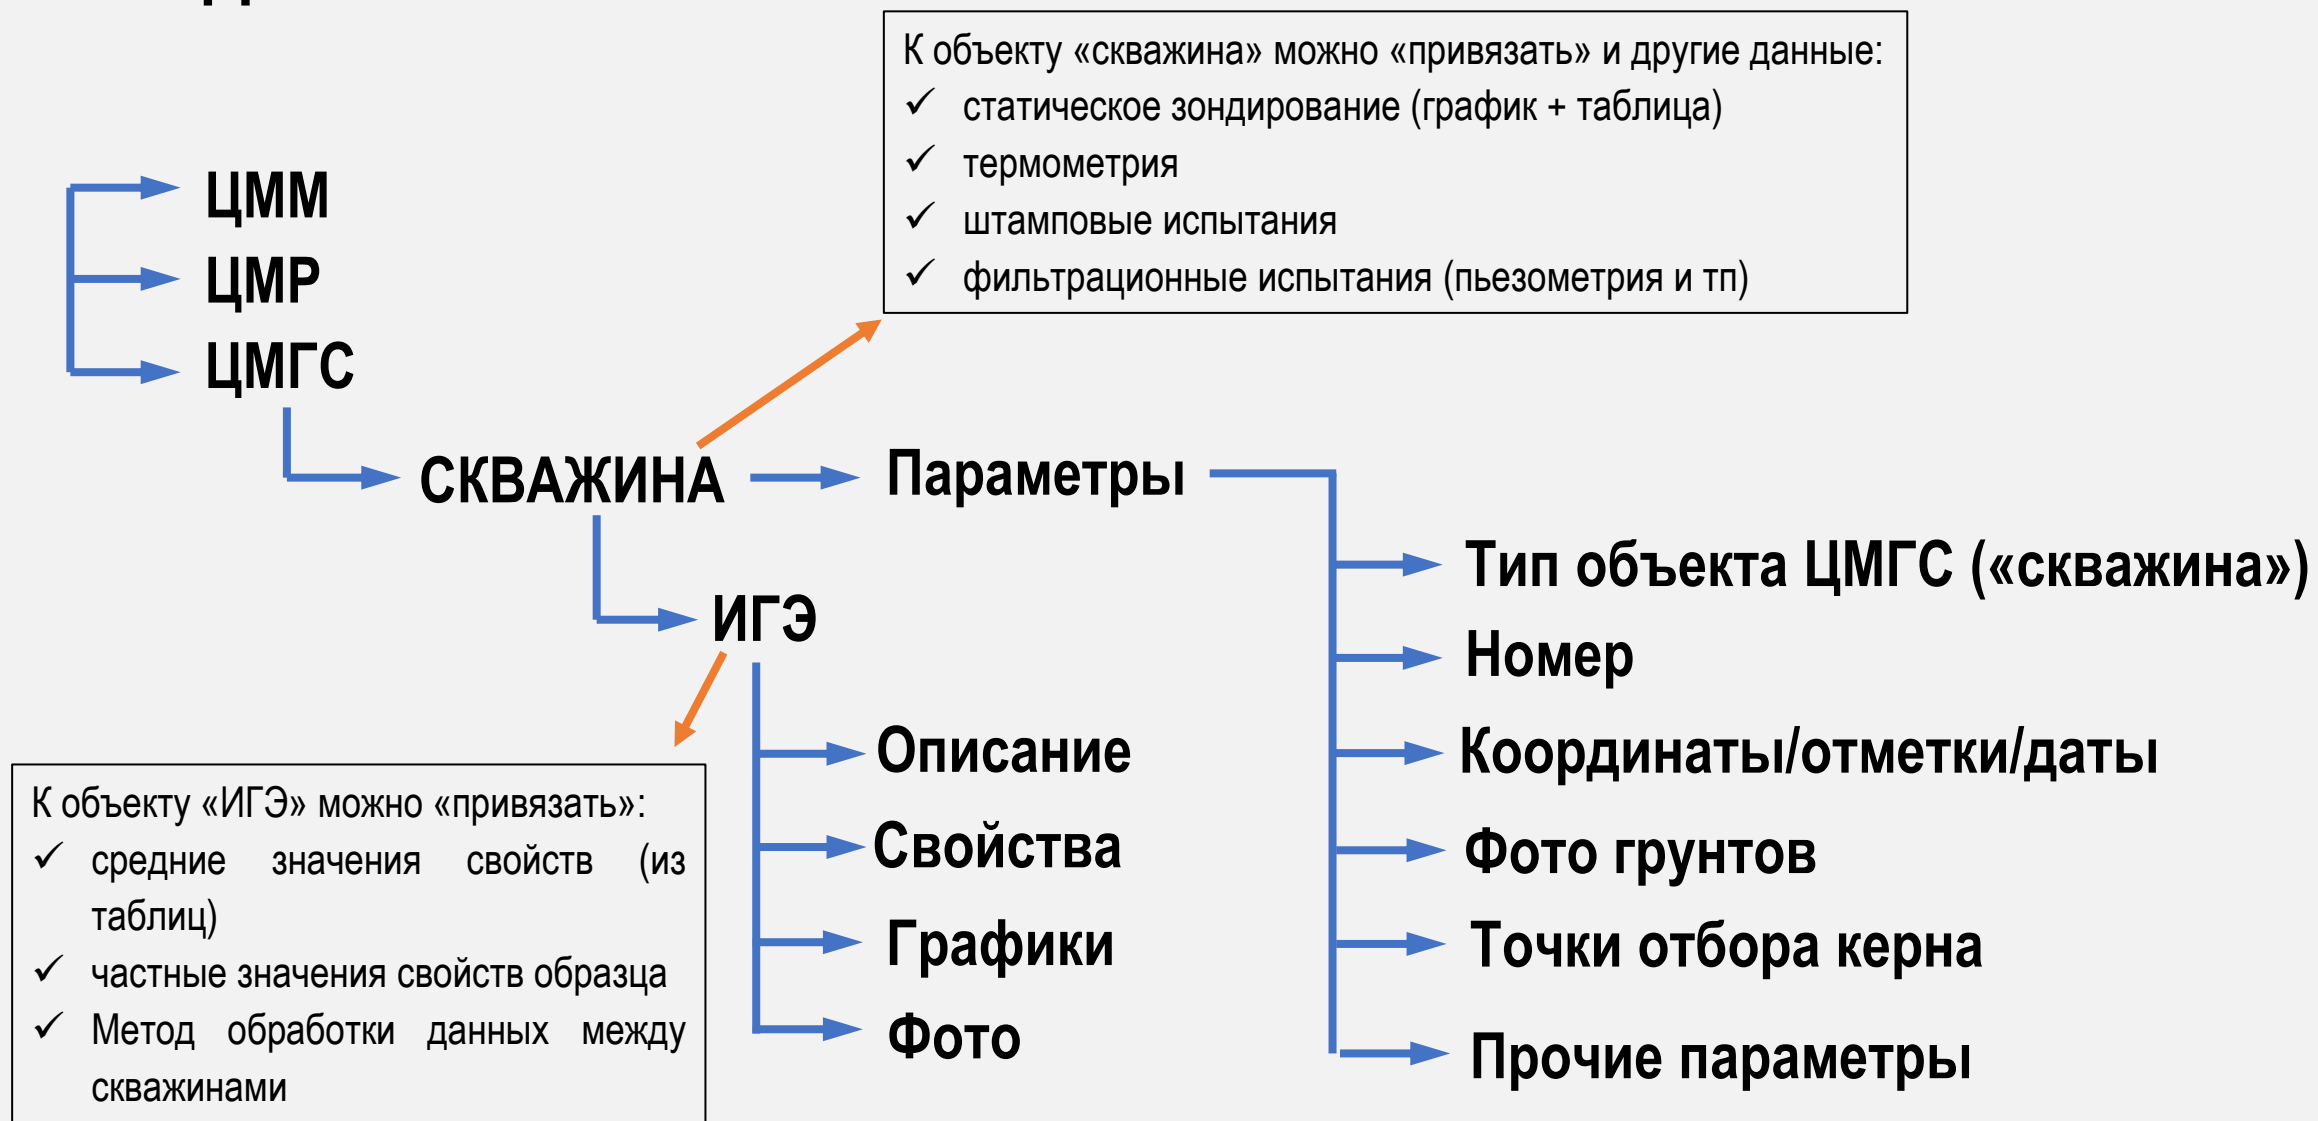 К объекту «скважина» можно «привязать» и другие данные:
✓ статическое зондирование (график + таблица)
✓ термометрия
✓ штамповые испытания
✓ фильтрационные испытания (пьезометрия и тп)
ЦММ
ЦМР
ЦМГС
СКВАЖИНА
Параметры
Тип объекта ЦМГС («скважина»)
Номер
Координаты/отметки/даты
Фото грунтов
Точки отбора керна
Прочие параметры
ИГЭ
Описание
Свойства
Графики
Фото
К объекту «ИГЭ» можно «привязать»:
✓ средние значения свойств (из
таблиц)
✓ частные значения свойств образца
✓ Метод обработки данных между
скважинами